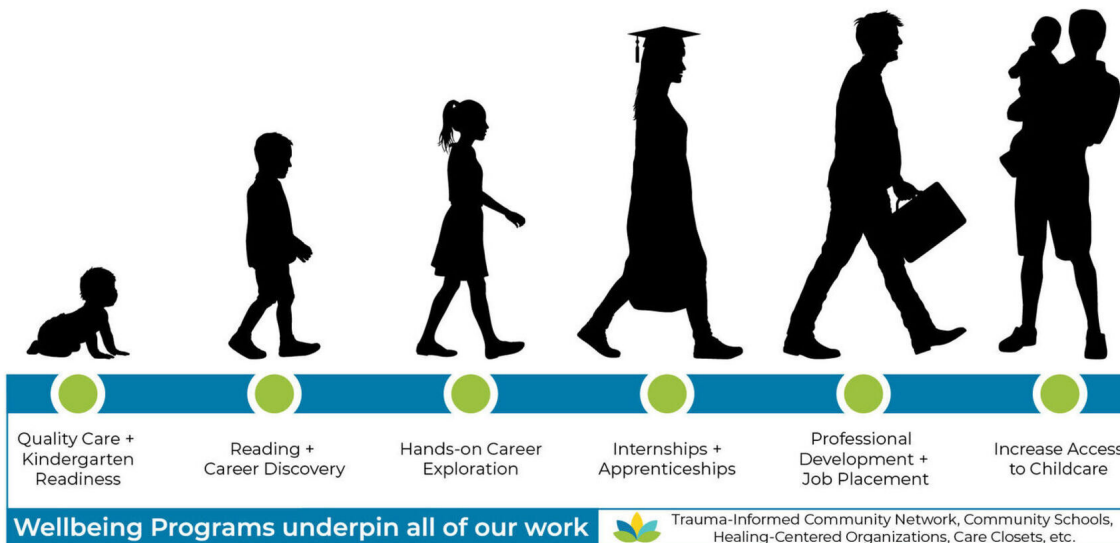 Quality Care +
Kindergarten
Readiness
Reading +
Career Discovery
Hands-on Career
Exploration
Internships +
Apprenticeships
Professional
Development +
Job Placement
Increase Access
to Childcare
Wellbeing Programs underpin all of our work
Trauma-Informed Community Network, Community Schools,
Healing-Centered Organizations, Care Closets, etc.